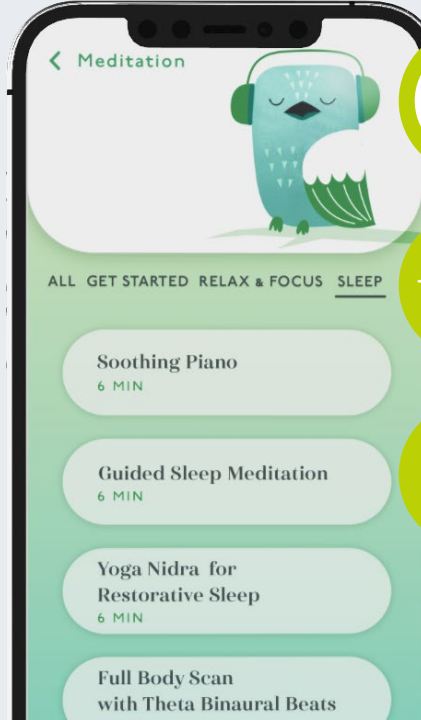 Meditation
ALL GET STARTED RELAX & FOCUS SLEEP
Soothing Piano
6 MIN
Guided Sleep Meditation
6 MIN
Yoga Nidra for
Restorative Sleep
6 MIN
Full Body Scan
with Theta Binaural Beats